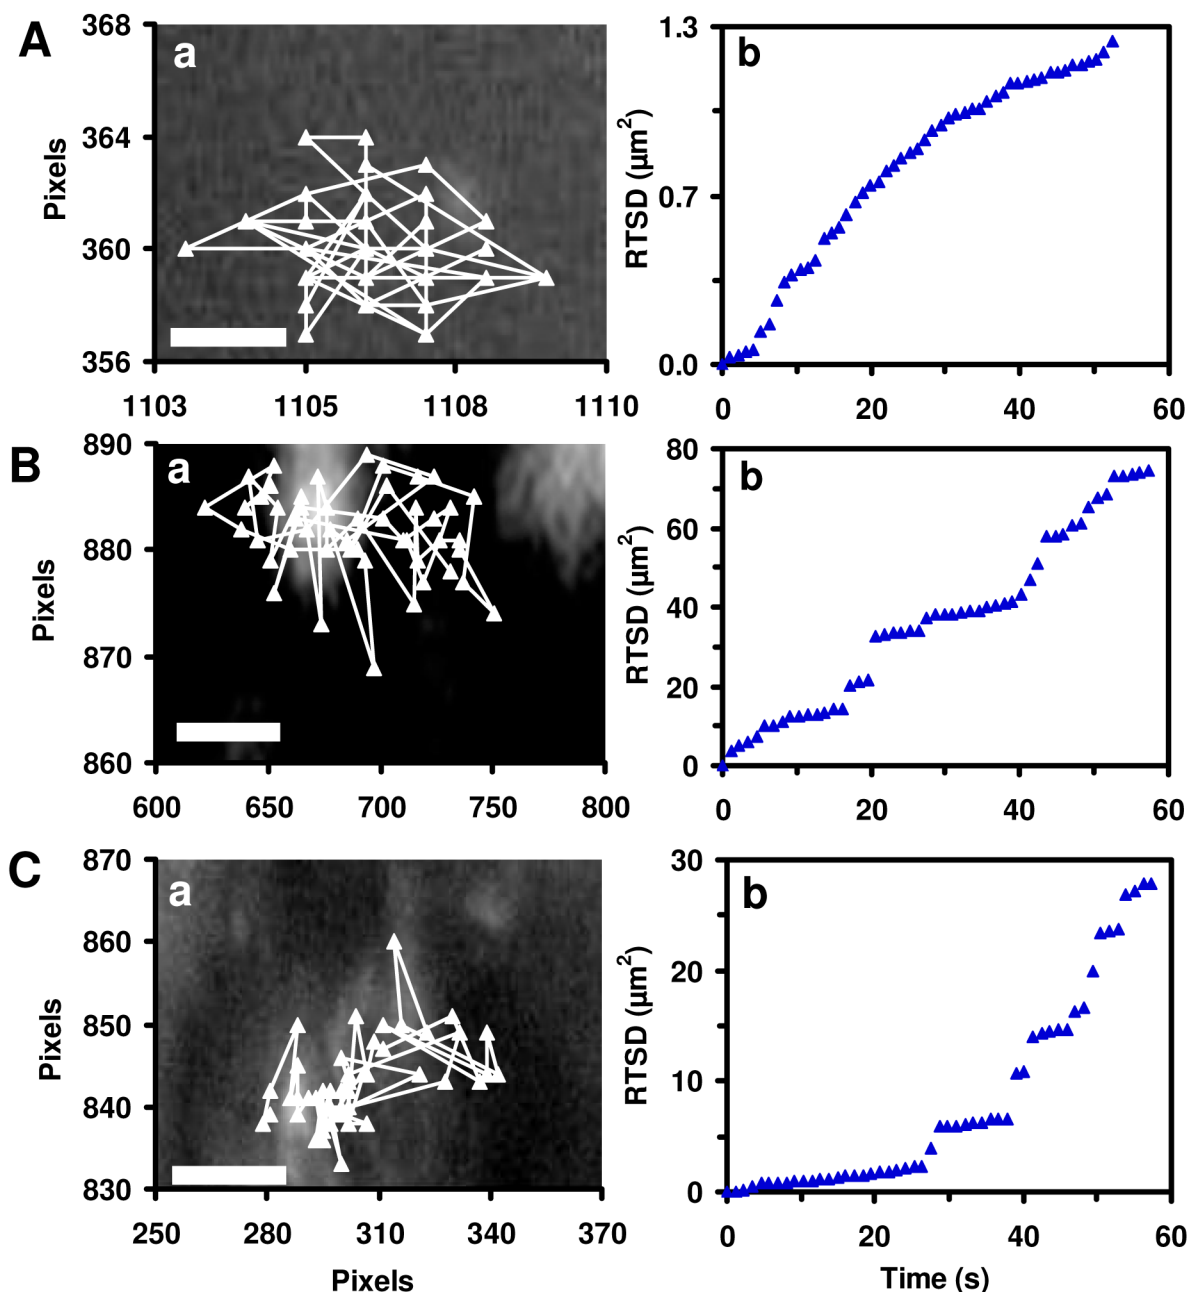 A
a
368
364
360
356
Pixels
1103 1105 1108 1110
b
1.3
0.7
0.0
RTSD (µm²)
0 20 40 60
B
a
890
880
870
860
Pixels
600 650 700 750 800
b
80
60
40
20
0
RTSD (µm²)
0 20 40 60
C
a
870
860
850
840
830
Pixels
250 280 310 340 370
Pixels
b
30
20
10
0
RTSD (µm²)
0 20 40 60
Time (s)